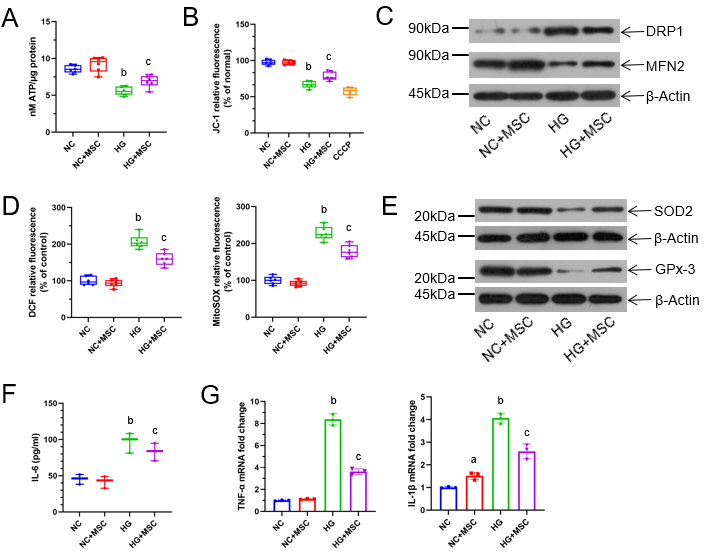 A
nM ATP/μg protein
15
10
5
0
b
c
NC
NC+MSC
HG
HG+MSC
B
JC-1 relative fluorescence
(% of normal)
200
150
100
50
0
b
c
NC
NC+MSC
HG
HG+MSC
CCCP
C
90kDa
DRP1
90kDa
MFN2
45kDa
β-Actin
NC
NC+MSC
HG
HG+MSC
D
DCF relative fluorescence
(% of control)
300
200
100
0
b
c
NC
NC+MSC
HG
HG+MSC
MitoSOX relative fluorescence
(% of control)
300
200
100
0
b
c
NC
NC+MSC
HG
HG+MSC
E
20kDa
SOD2
45kDa
β-Actin
20kDa
GPx-3
45kDa
β-Actin
NC
NC+MSC
HG
HG+MSC
F
IL-6 (pg/ml)
200
150
100
50
0
b
c
NC
NC+MSC
HG
HG+MSC
G
TNF-α mRNA fold change
10
8
6
4
2
0
b
c
NC
NC+MSC
HG
HG+MSC
IL-1β mRNA fold change
5
4
3
2
1
0
a
b
c
NC
NC+MSC
HG
HG+MSC